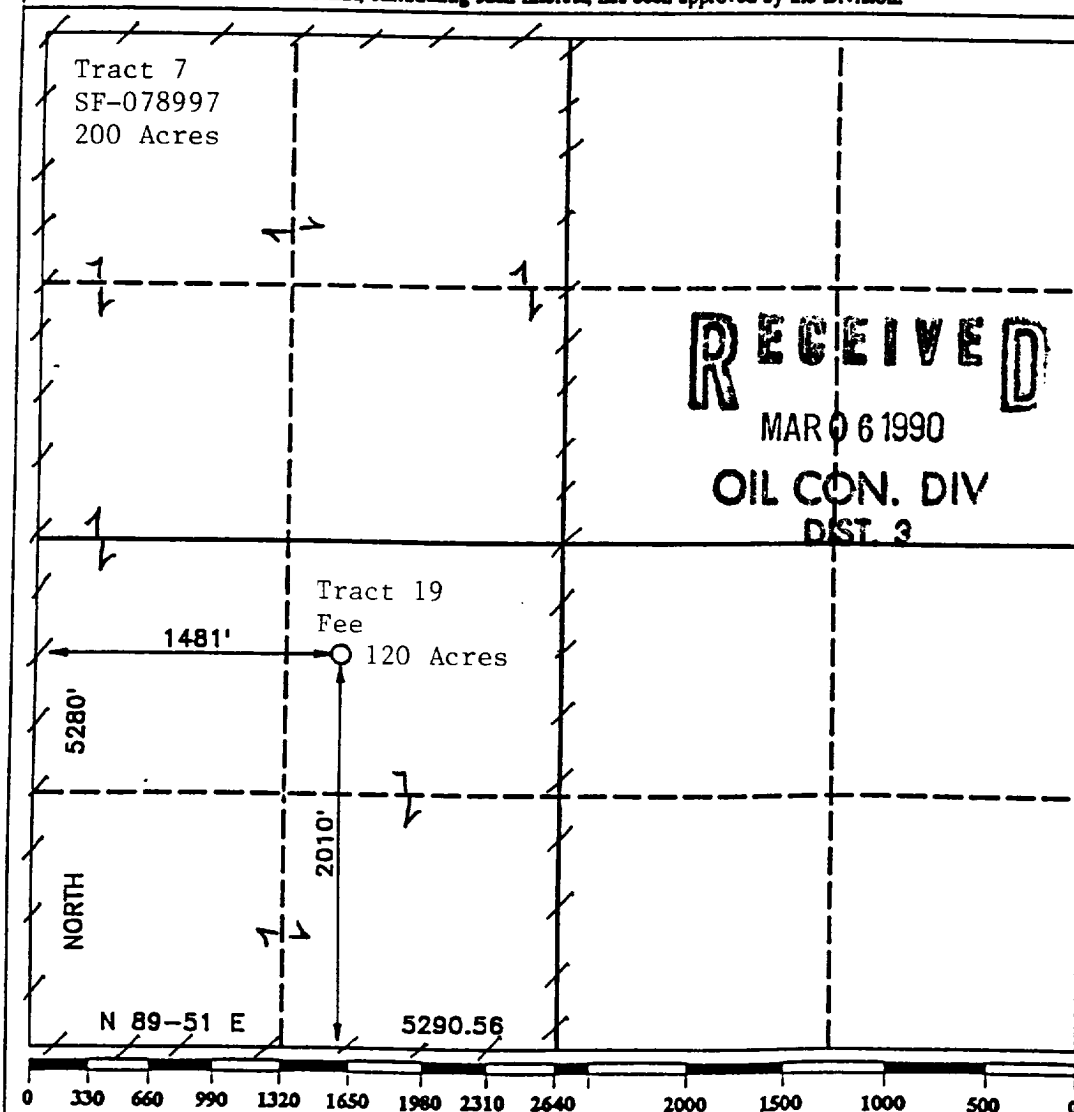 Tract 7
SF-078997
200 Acres
RECEIVED
MAR 06 1990
OIL CON. DIV
DIST. 3
Tract 19
Fee
120 Acres
1481'
5280'
2010'
NORTH
N 89-51 E 5290.56
0 330 660 990 1320 1650 1980 2310 2640 2000 1500 1000 500 0